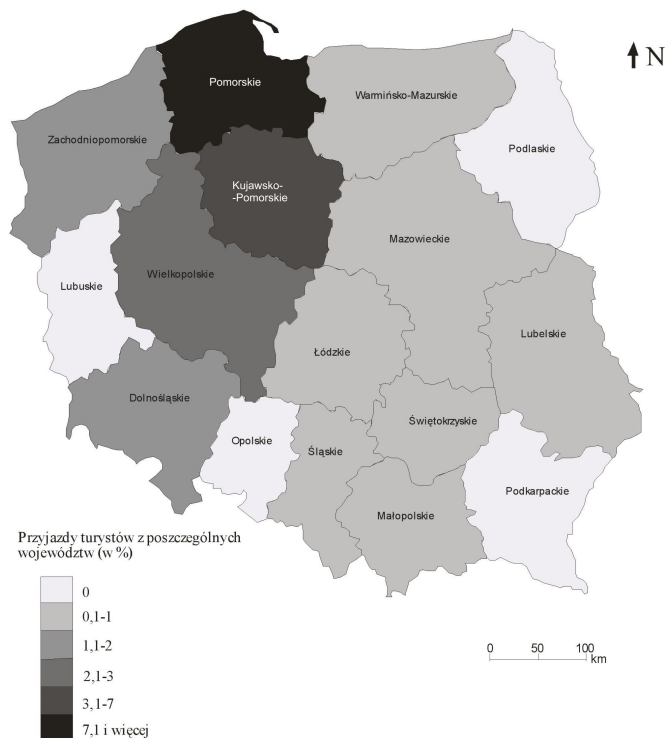 N
Pomorskie
Warmińsko-Mazurskie
Zachodniopomorskie
Podlaskie
Kujawsko-
-Pomorskie
Mazowieckie
Wielkopolskie
Lubuskie
Lubelskie
Łódzkie
Dolnośląskie
Świętokrzyskie
Opolskie
Śląskie
Podkarpackie
Małopolskie
Przyjazdy turystów z poszczególnych
województw (w %)
0
0,1-1
1,1-2
2,1-3
3,1-7
7,1 i więcej
0 50 100
km